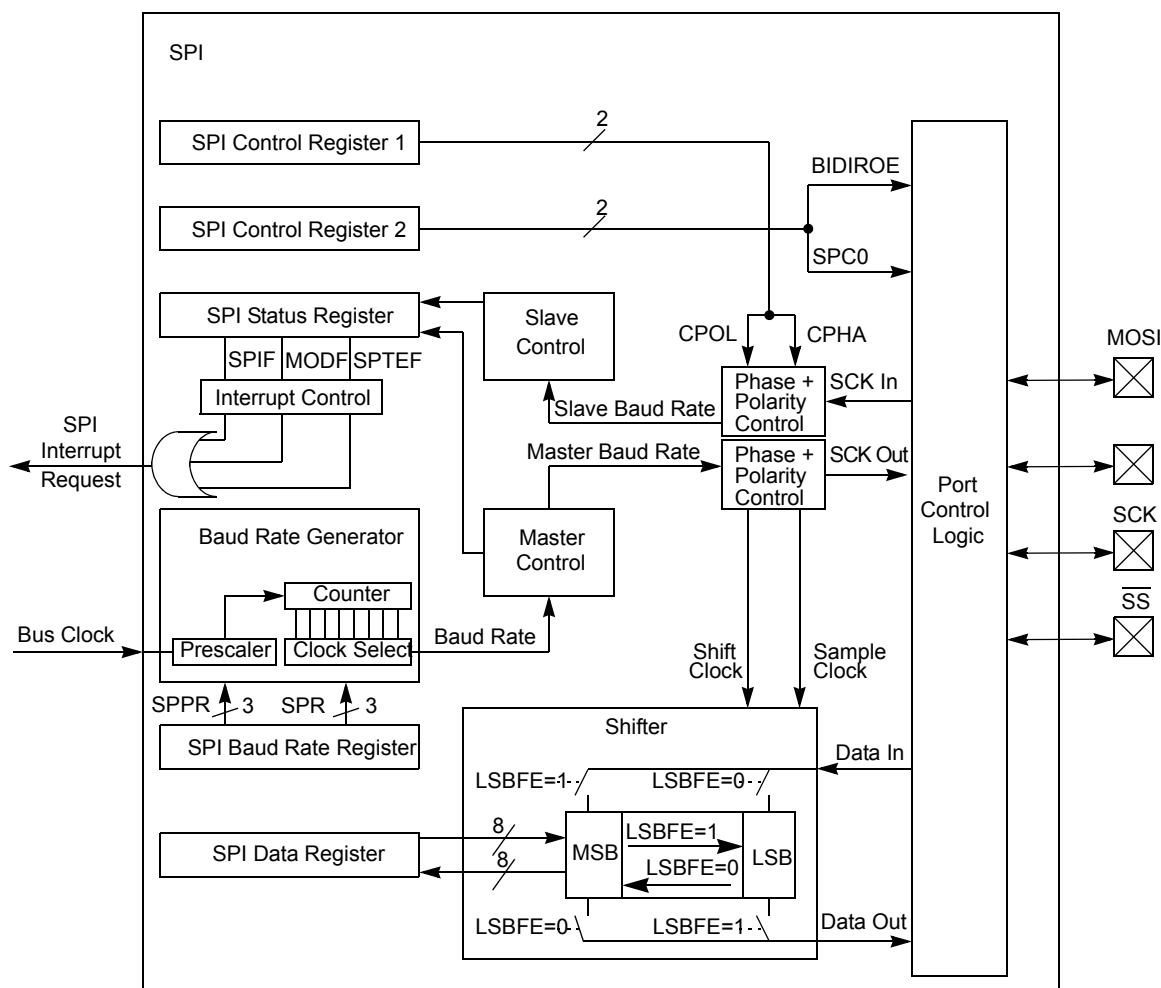 SPI
SPI Control Register 1
2
BIDIROE
SPI Control Register 2
2
SPC0
SPI Status Register
Slave
Control
CPOL
CPHA
MOSI
SPIF
MODF
SPTEF
Interrupt Control
Phase +
Polarity
Control
SCK In
Slave Baud Rate
SPI
Interrupt
Request
Master Baud Rate
Phase +
Polarity
Control
SCK Out
Port
Control
Logic
SCK
Baud Rate Generator
Master
Control
Counter
SS
Bus Clock
Prescaler
Clock Select
Baud Rate
Shift
Clock
Sample
Clock
SPPR
3
SPR
3
SPI Baud Rate Register
Shifter
Data In
LSBFE=1
LSBFE=0
SPI Data Register
8
8
MSB
LSBFE=1
LSBFE=0
LSB
LSBFE=0
LSBFE=1
Data Out